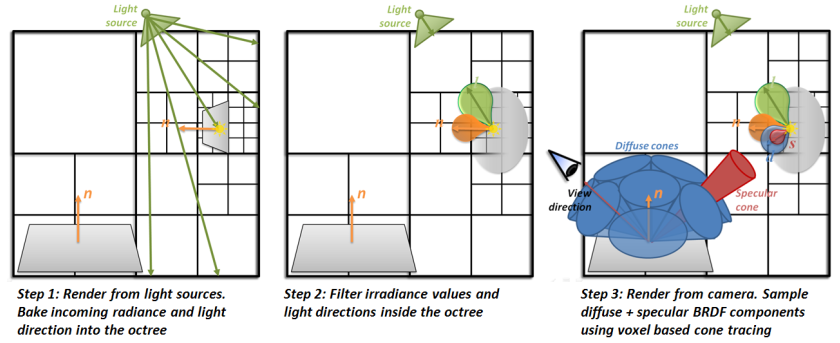 Light
source
n
n
Step 1: Render from light sources.
Bake incoming radiance and light
direction into the octree
Light
source
l
n
n
Step 2: Filter irradiance values and
light directions inside the octree
Light
source
l
n
s
d
Diffuse cones
View
direction
n
Specular
cone
Step 3: Render from camera. Sample
diffuse + specular BRDF components
using voxel based cone tracing